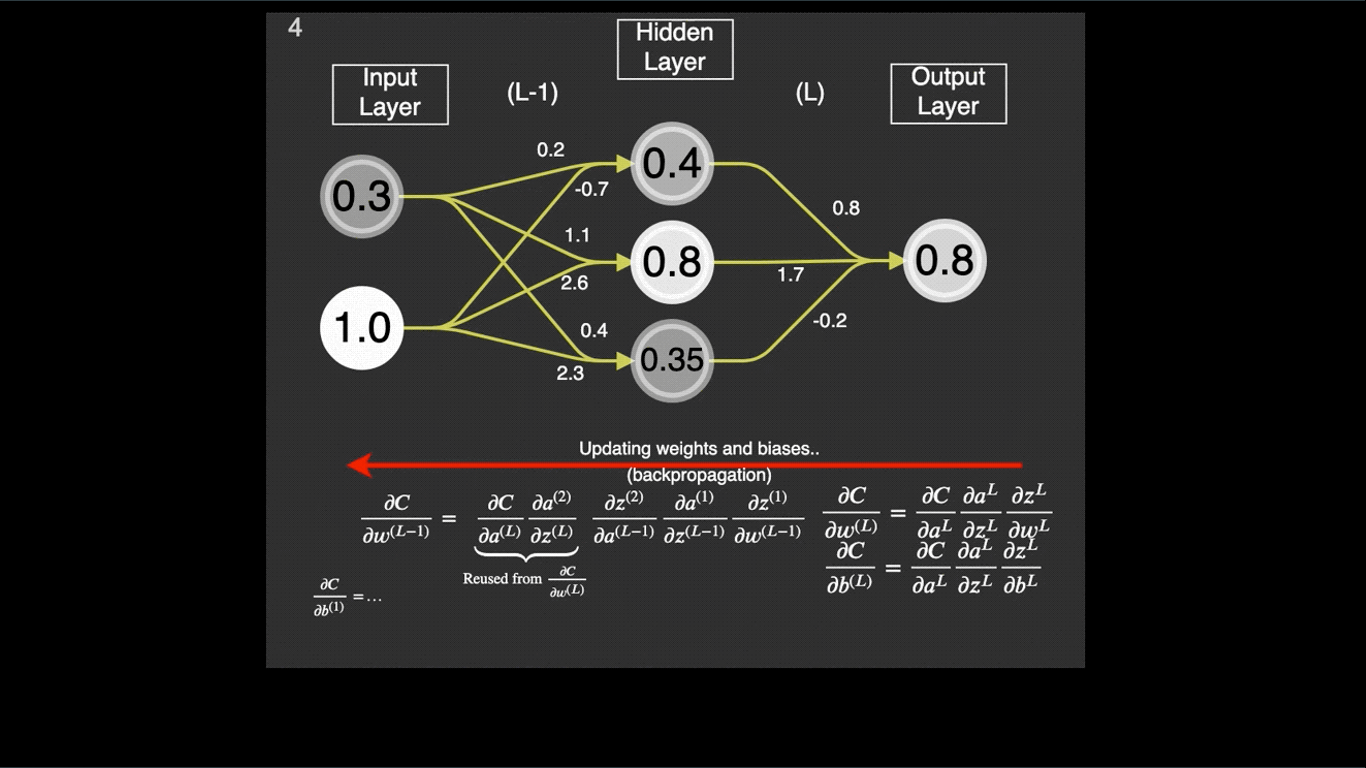 4
Hidden
Layer
Input
Layer
(L-1)
(L)
Output
Layer
0.2
0.4
-0.7
0.3
0.8
1.1
0.8
1.7
0.8
2.6
1.0
0.4
-0.2
0.35
2.3
Updating weights and biases..
(backpropagation)
∂C/∂w^(L−1) = ∂C/∂a^(L) ∂a^(2)/∂z^(L) ∂z^(2)/∂a^(L−1) ∂a^(1)/∂z^(L−1) ∂z^(1)/∂w^(L−1)
∂C/∂w^(L) = ∂C/∂a^L ∂a^L/∂z^L ∂z^L/∂w^L
∂C/∂b^(L) = ∂C/∂a^L ∂a^L/∂z^L ∂z^L/∂b^L
Reused from ∂C/∂w^(L)
∂C/∂b^(1) = ...